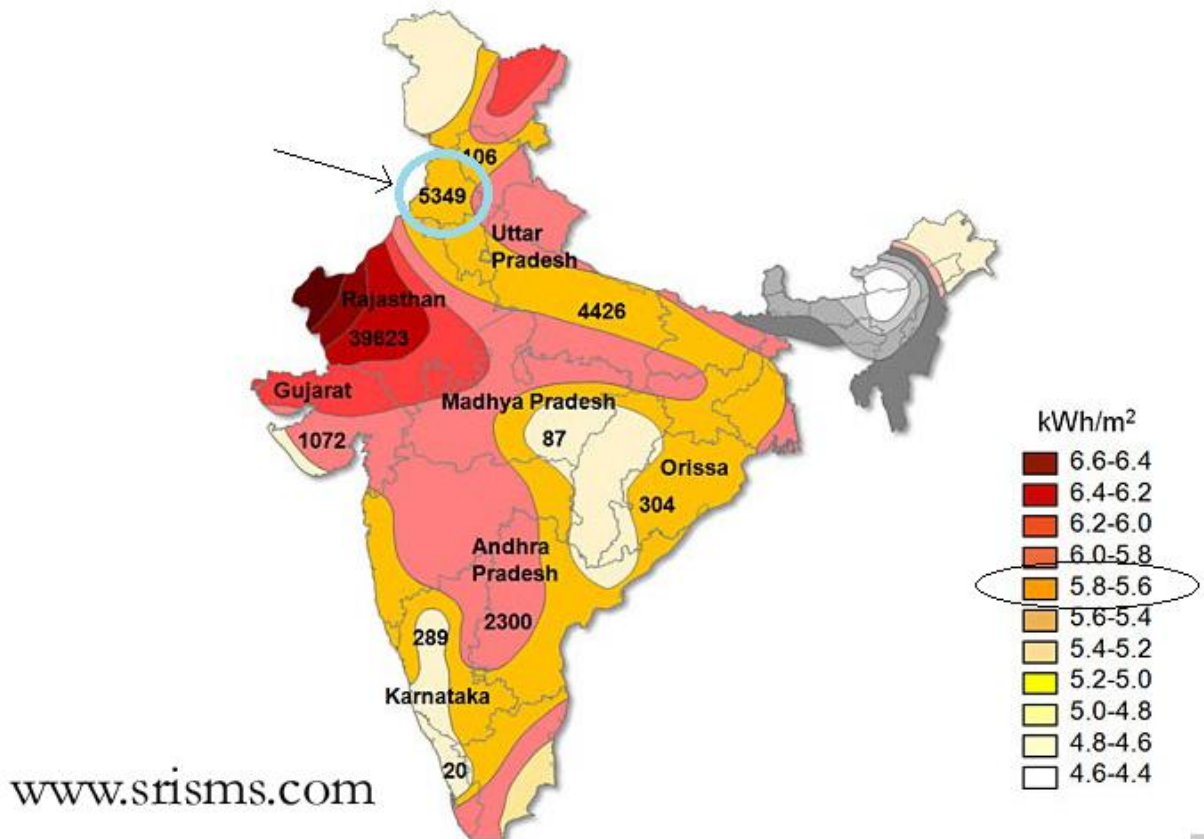 106
5349
Uttar
Pradesh
Rajasthan
39623
4426
Gujarat
Madhya Pradesh
1072
87
Orissa
304
Andhra
Pradesh
2300
289
Karnataka
20
kWh/m²
6.6-6.4
6.4-6.2
6.2-6.0
6.0-5.8
5.8-5.6
5.6-5.4
5.4-5.2
5.2-5.0
5.0-4.8
4.8-4.6
4.6-4.4
www.srisms.com